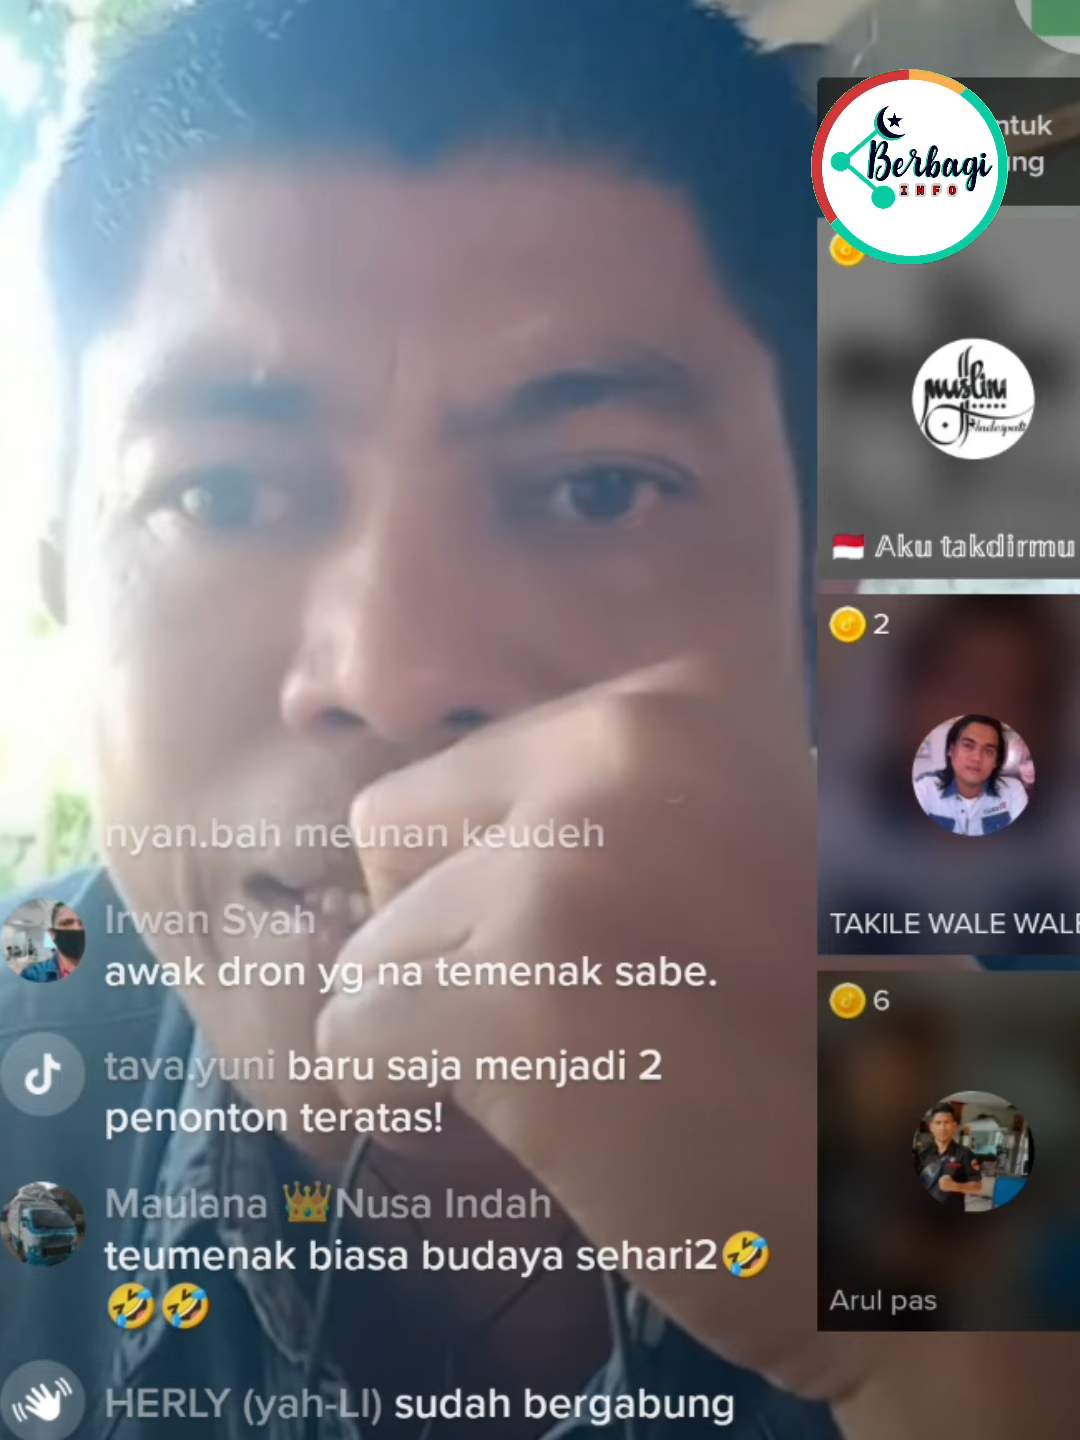 ntuk
ng
Berbagi
INFO
muslim
🇮🇩 Aku takdirmu
2
TAKILE WALE WALE
6
Arul pas
nyan.bah meunan keudeh
Irwan Syah
awak dron yg na temenak sabe.
tava.yuni baru saja menjadi 2
penonton teratas!
Maulana 👑Nusa Indah
teumenak biasa budaya sehari2🤣
🤣🤣
HERLY (yah-LI) sudah bergabung